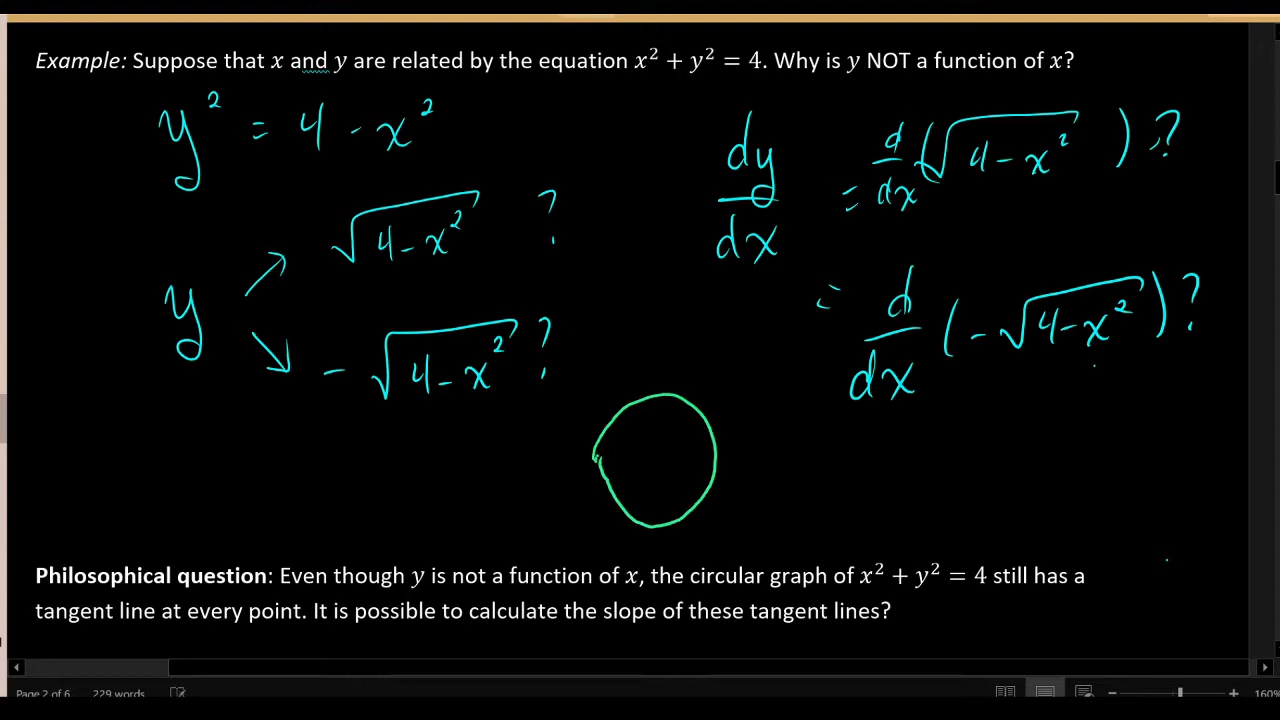 Example: Suppose that x and y are related by the equation x² + y² = 4. Why is y NOT a function of x?
y² = 4 - x²
y ↗ √(4 - x²) ?
↘ - √(4 - x²) ?
dy/dx = d/dx (√(4 - x²)) ?
= d/dx (- √(4 - x²)) ?
Philosophical question: Even though y is not a function of x, the circular graph of x² + y² = 4 still has a
tangent line at every point. It is possible to calculate the slope of these tangent lines?
Page 2 of 6 229 words 160%